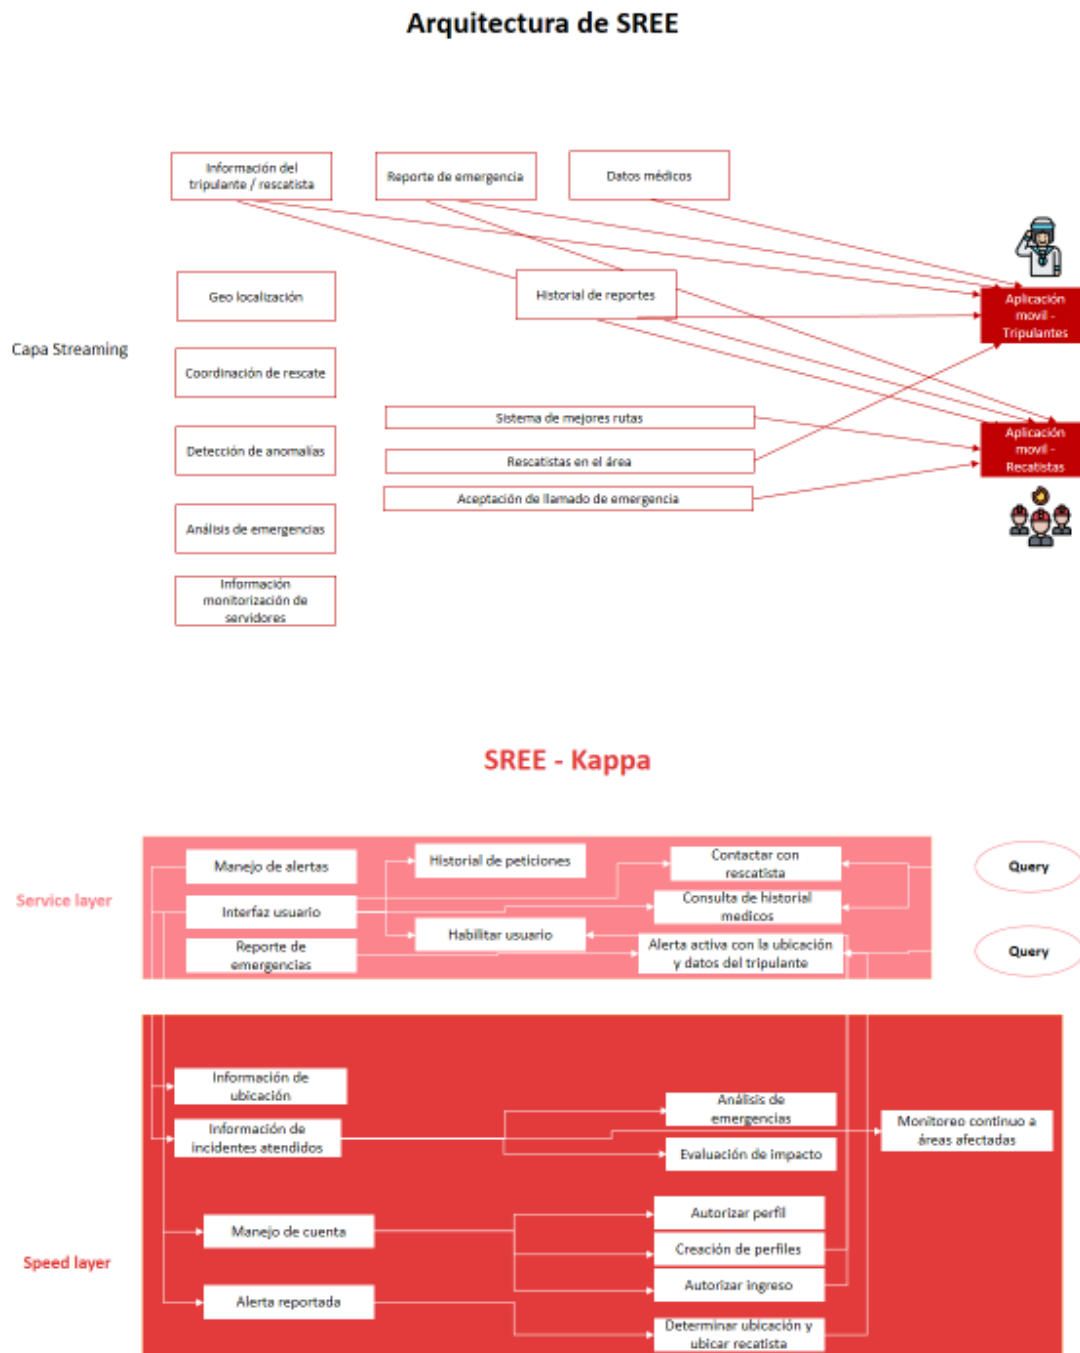 Arquitectura de SREE
Información del
tripulante / rescatista
Reporte de emergencia
Datos médicos
Geo localización
Historial de reportes
Aplicación
movil -
Tripulantes
Capa Streaming
Coordinación de rescate
Sistema de mejores rutas
Aplicación
movil -
Recatistas
Detección de anomalías
Rescatistas en el área
Aceptación de llamado de emergencia
Análisis de emergencias
Información
monitorización de
servidores
SREE - Kappa
Service layer
Manejo de alertas
Historial de peticiones
Contactar con
rescatista
Query
Interfaz usuario
Consulta de historial
medicos
Habilitar usuario
Reporte de
emergencias
Alerta activa con la ubicación
y datos del tripulante
Query
Información de
ubicación
Información de
incidentes atendidos
Análisis de
emergencias
Evaluación de impacto
Monitoreo continuo a
áreas afectadas
Speed layer
Manejo de cuenta
Autorizar perfil
Creación de perfiles
Autorizar ingreso
Alerta reportada
Determinar ubicación y
ubicar recatista